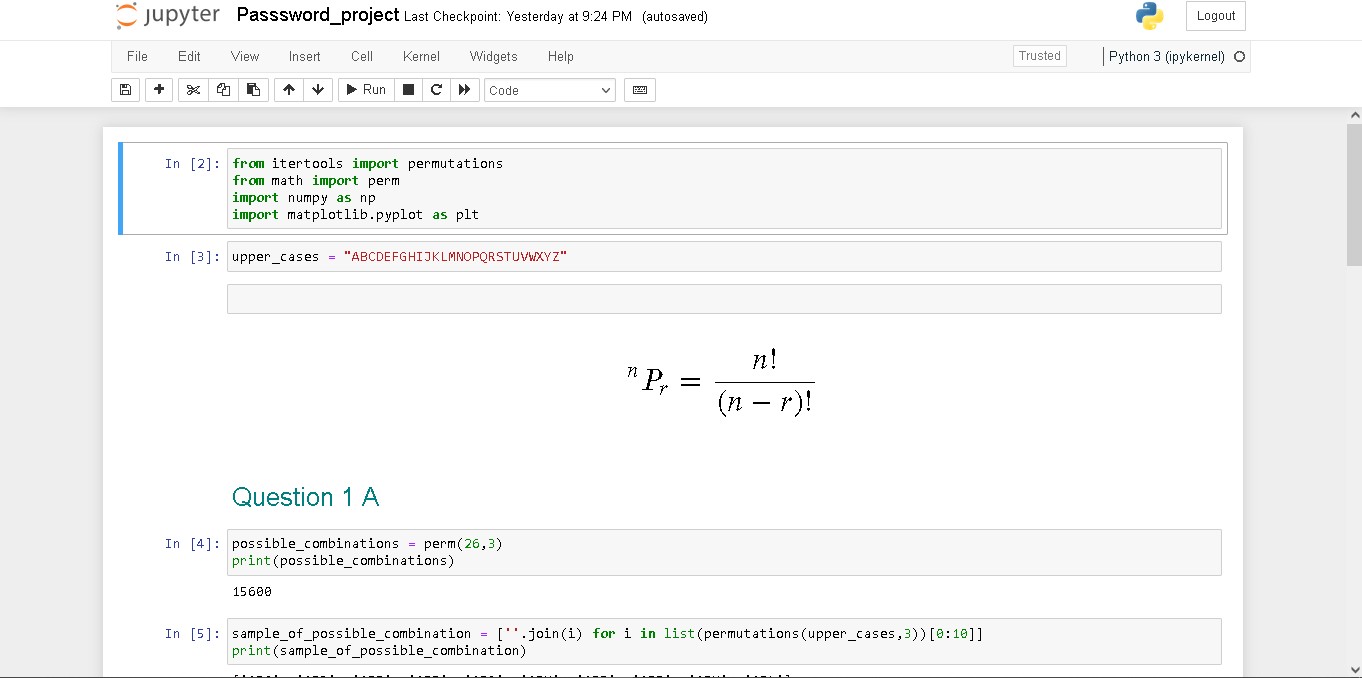 jupyter Passsword_project Last Checkpoint: Yesterday at 9:24 PM (autosaved) Logout
File Edit View Insert Cell Kernel Widgets Help Trusted Python 3 (ipykernel)
Run Code
In [2]: from itertools import permutations
from math import perm
import numpy as np
import matplotlib.pyplot as plt
In [3]: upper_cases = "ABCDEFGHIJKLMNOPQRSTUVWXYZ"
ⁿPᵣ = n! / (n − r)!
Question 1 A
In [4]: possible_combinations = perm(26,3)
print(possible_combinations)
15600
In [5]: sample_of_possible_combination = [''.join(i) for i in list(permutations(upper_cases,3))[0:10]]
print(sample_of_possible_combination)